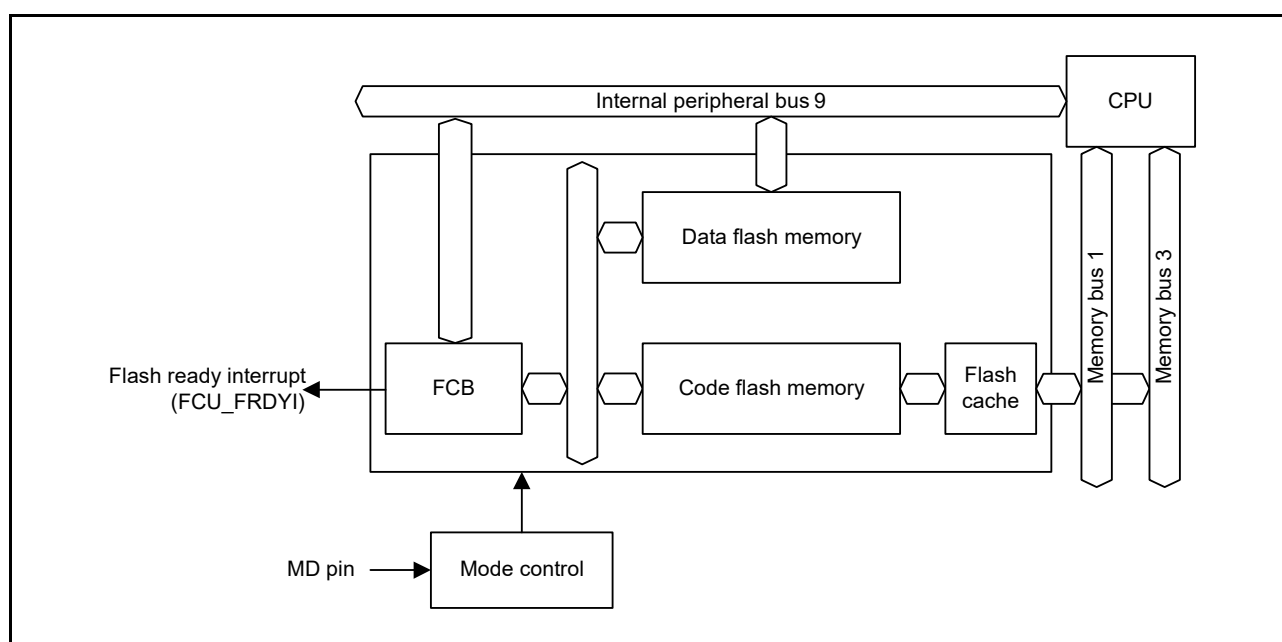 Internal peripheral bus 9
CPU
Data flash memory
Memory bus 1
Memory bus 3
Flash ready interrupt
(FCU_FRDYI)
FCB
Code flash memory
Flash
cache
MD pin
Mode control